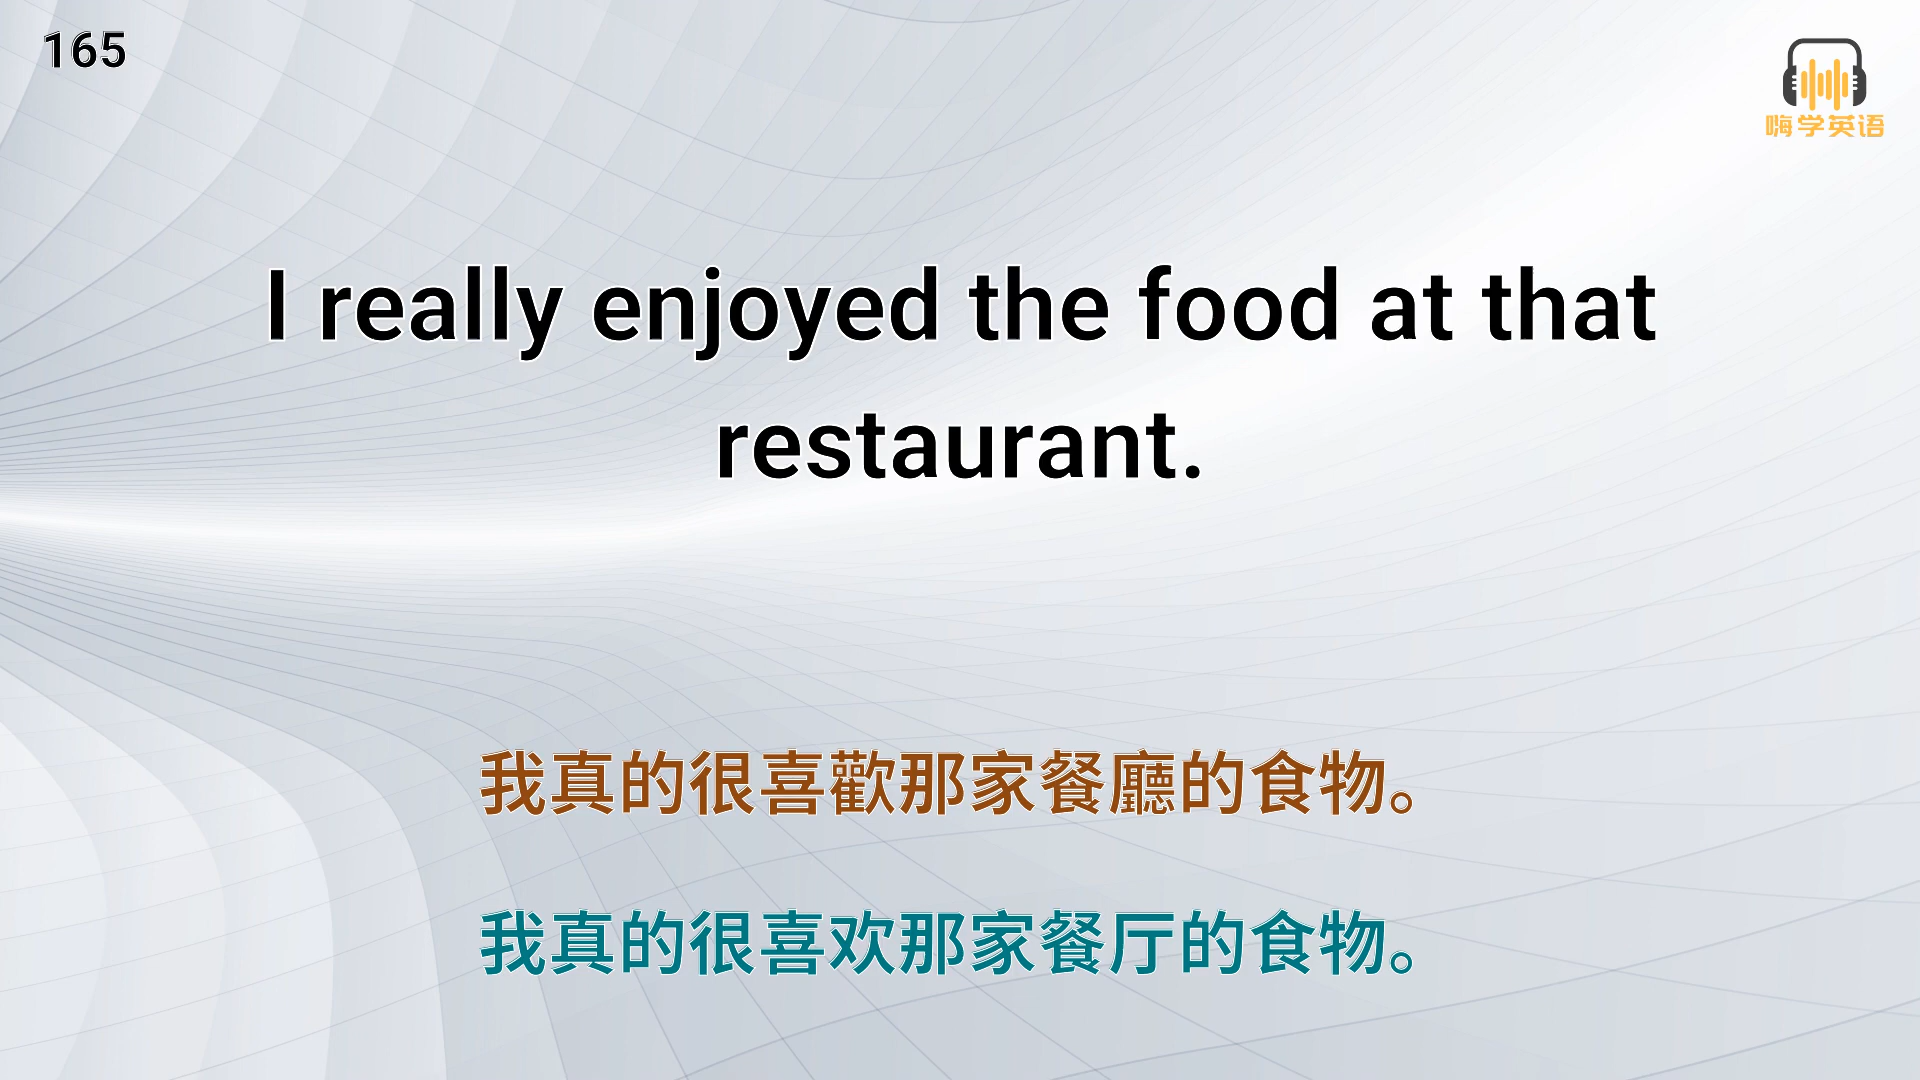 165
嗨学英语
I really enjoyed the food at that
restaurant.
我真的很喜歡那家餐廳的食物。
我真的很喜欢那家餐厅的食物。